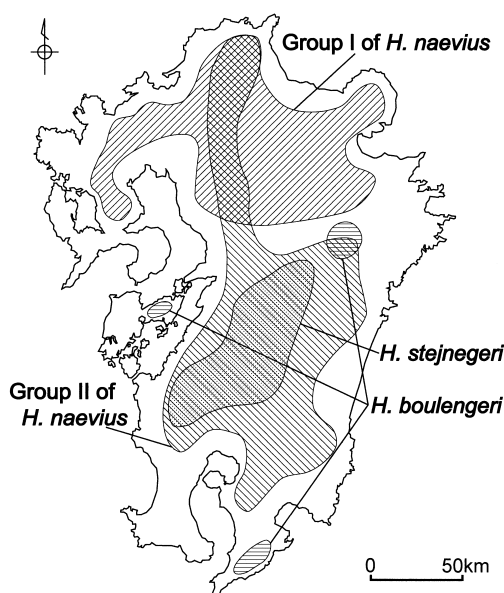 Group I of H. naevius
H. stejnegeri
H. boulengeri
Group II of
H. naevius
0 50km